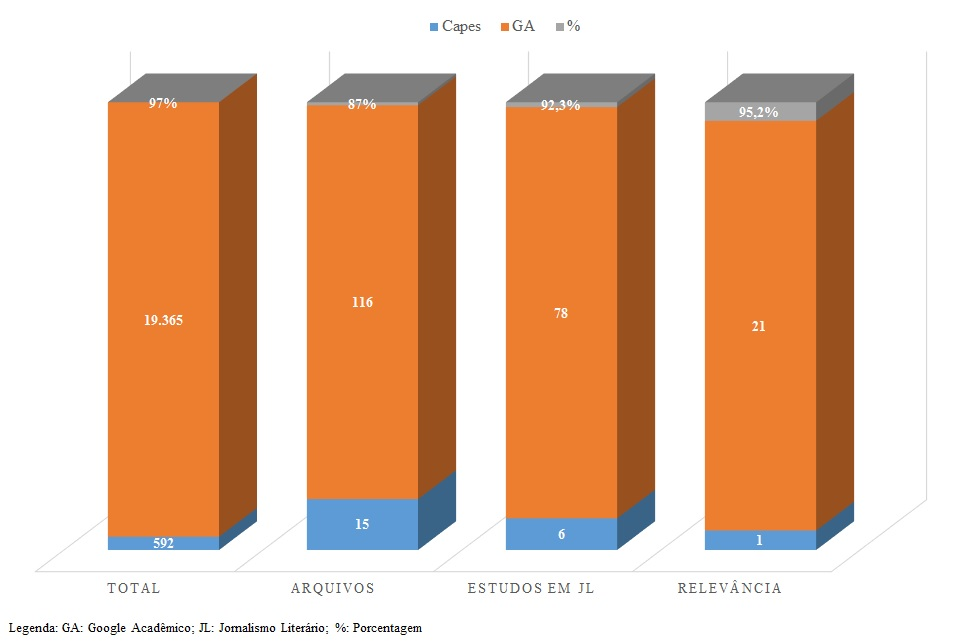 Capes GA %
97% 87% 92,3% 95,2%
19.365 116 78 21
592 15 6 1
TOTAL ARQUIVOS ESTUDOS EM JL RELEVÂNCIA
Legenda: GA: Google Acadêmico; JL: Jornalismo Literário; %: Porcentagem